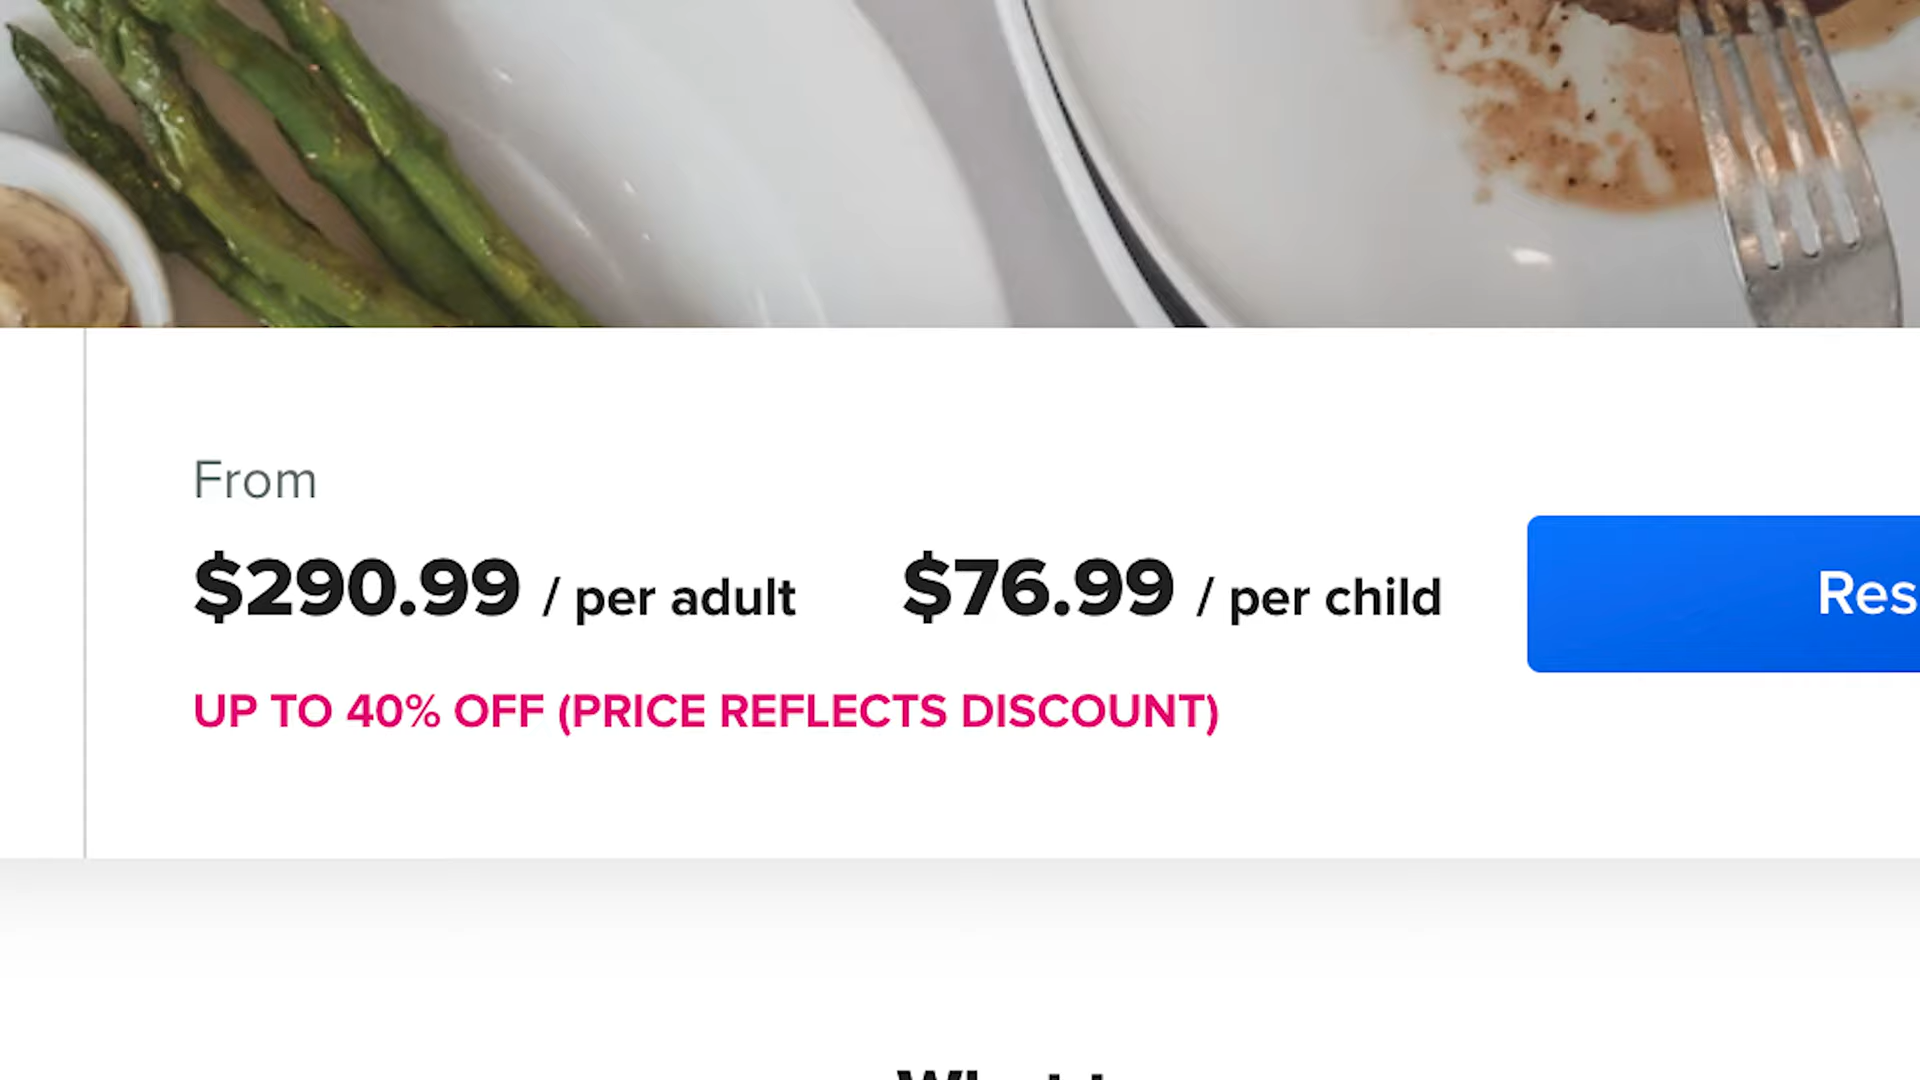 From
$290.99 / per adult
$76.99 / per child
Res
UP TO 40% OFF (PRICE REFLECTS DISCOUNT)